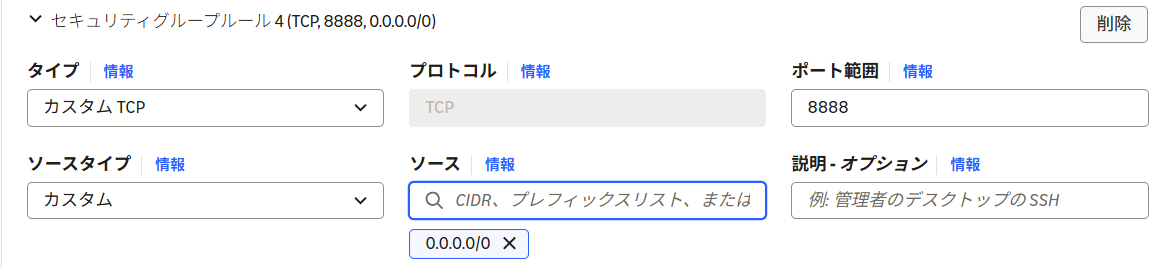 セキュリティグループルール 4 (TCP, 8888, 0.0.0.0/0)
削除
タイプ 情報
プロトコル 情報
ポート範囲 情報
カスタム TCP
TCP
8888
ソースタイプ 情報
ソース 情報
説明 - オプション 情報
カスタム
CIDR、プレフィックスリスト、または
例: 管理者のデスクトップの SSH
0.0.0.0/0